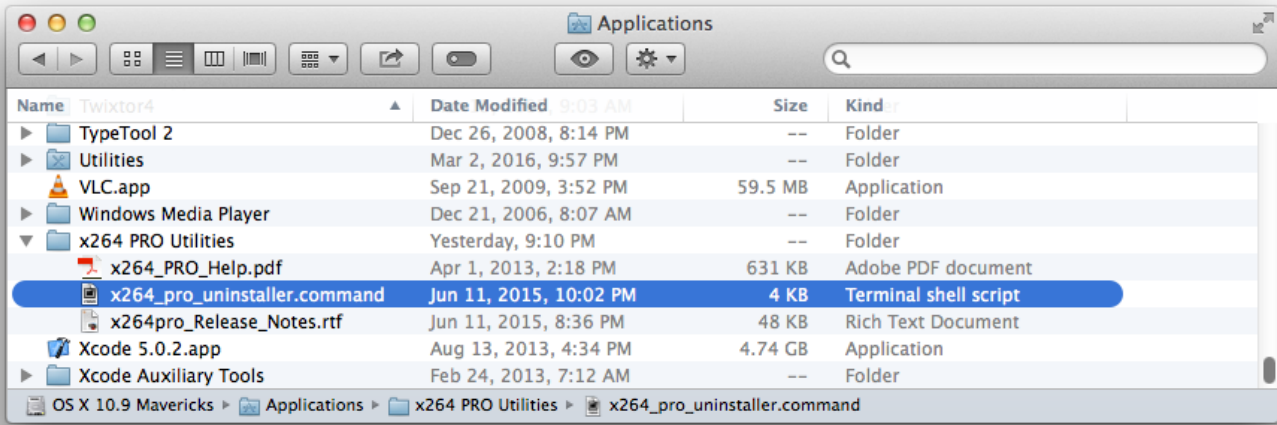 Applications
Name Date Modified Size Kind
Twixtor4 9:03 AM
TypeTool 2 Dec 26, 2008, 8:14 PM -- Folder
Utilities Mar 2, 2016, 9:57 PM -- Folder
VLC.app Sep 21, 2009, 3:52 PM 59.5 MB Application
Windows Media Player Dec 21, 2006, 8:07 AM -- Folder
x264 PRO Utilities Yesterday, 9:10 PM -- Folder
x264_PRO_Help.pdf Apr 1, 2013, 2:18 PM 631 KB Adobe PDF document
x264_pro_uninstaller.command Jun 11, 2015, 10:02 PM 4 KB Terminal shell script
x264pro_Release_Notes.rtf Jun 11, 2015, 8:36 PM 48 KB Rich Text Document
Xcode 5.0.2.app Aug 13, 2013, 4:34 PM 4.74 GB Application
Xcode Auxiliary Tools Feb 24, 2013, 7:12 AM -- Folder
OS X 10.9 Mavericks ▸ Applications ▸ x264 PRO Utilities ▸ x264_pro_uninstaller.command